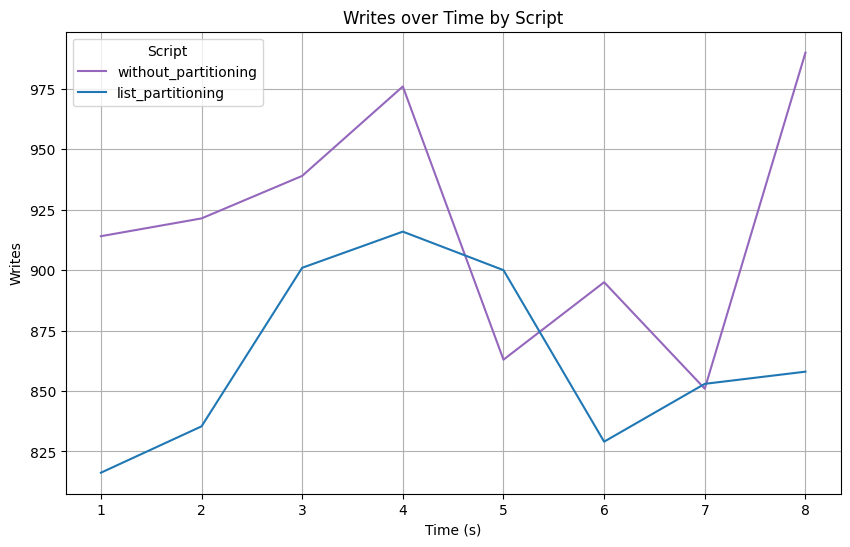 Writes over Time by Script
Script
without_partitioning
list_partitioning
Writes
975
950
925
900
875
850
825
1 2 3 4 5 6 7 8
Time (s)